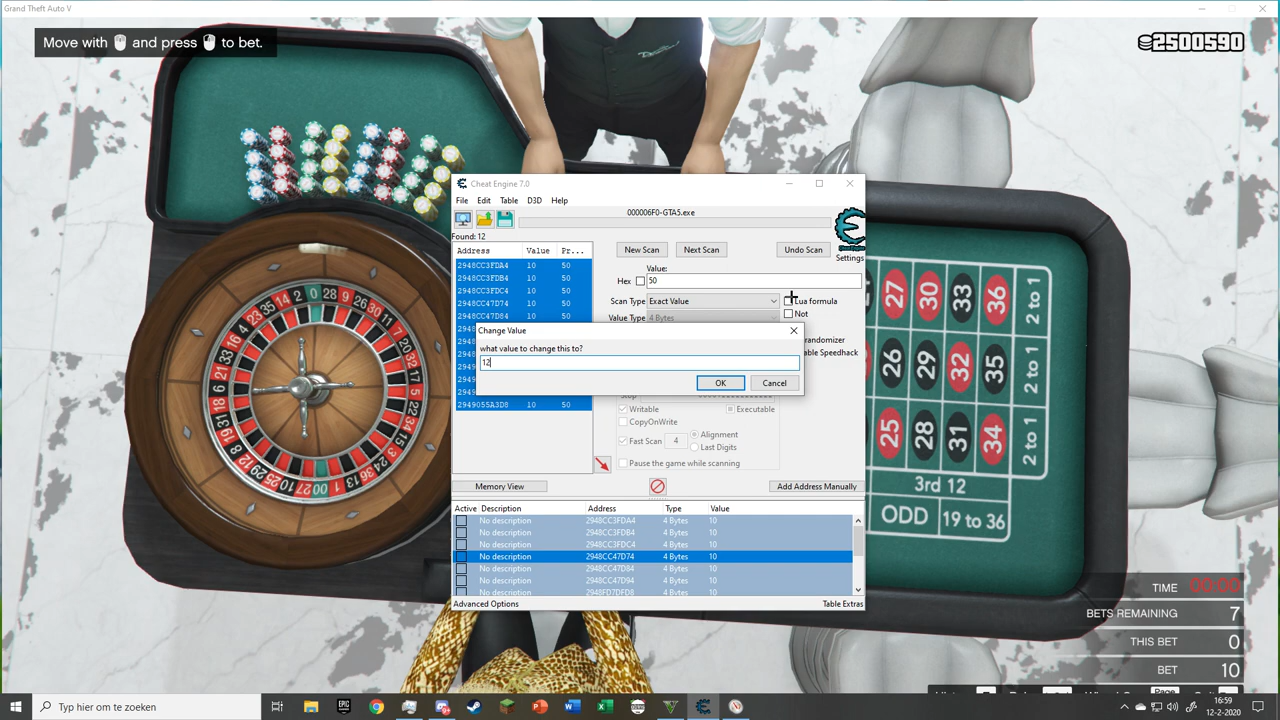 Grand Theft Auto V
Move with and press to bet.
2500590
Cheat Engine 7.0
File Edit Table D3D Help
000006F0-GTA5.exe
Found: 12
Address Value Pr...
New Scan Next Scan Undo Scan
Settings
2948CC3FDA4 10 50
2948CC3FDB4 10 50
2948CC3FDC4 10 50
2948CC47D74 10 50
2948CC47D84 10 50
2949055A3D8 10 50
Value:
Hex 50
Scan Type Exact Value
Lua formula
Not
Value Type 4 Bytes
Change Value
what value to change this to?
12
OK Cancel
Writable Executable
CopyOnWrite
Fast Scan 4 Alignment
Last Digits
Pause the game while scanning
Memory View Add Address Manually
Active Description Address Type Value
No description 2948CC3FDA4 4 Bytes 10
No description 2948CC3FDB4 4 Bytes 10
No description 2948CC3FDC4 4 Bytes 10
No description 2948CC47D74 4 Bytes 10
No description 2948CC47D84 4 Bytes 10
No description 2948CC47D94 4 Bytes 10
No description 2948FD7DFD8 4 Bytes 10
Advanced Options Table Extras
27 30 33 36 2 to 1
26 29 32 35 2 to 1
25 28 31 34 2 to 1
3rd 12
ODD 19 to 36
TIME 00:00
BETS REMAINING 7
THIS BET 0
BET 10
Typ hier om te zoeken
16:59
12-2-2020